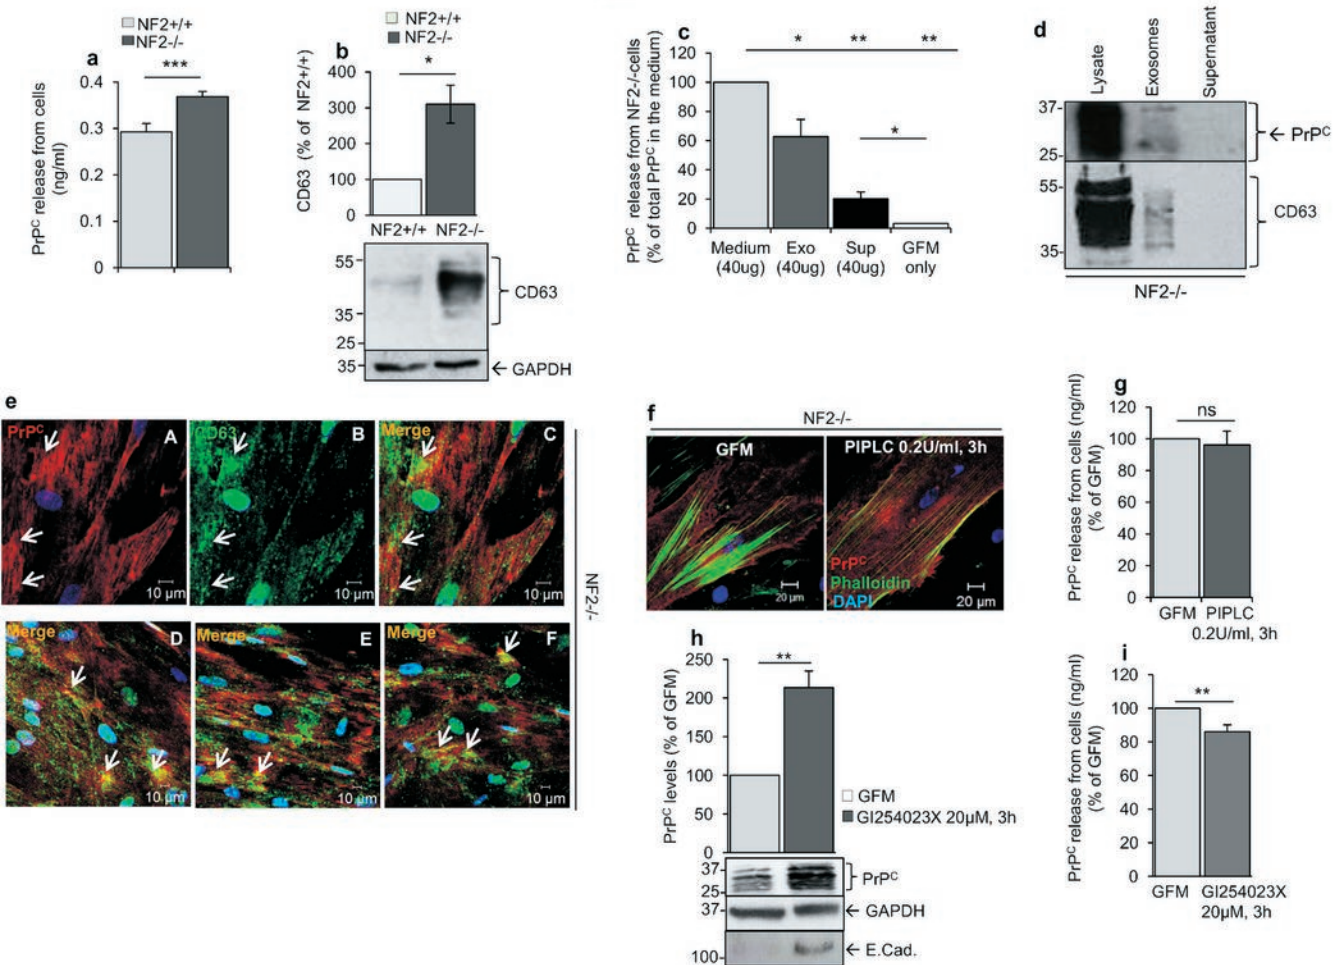 a
NF2+/+
NF2-/-
***
PrPC release from cells
(ng/ml)
0.4
0.3
0.2
0.1
0
b
NF2+/+
NF2-/-
*
CD63 (% of NF2+/+)
400
300
200
100
0
NF2+/+ NF2-/-
55
35
25
35
CD63
← GAPDH
c
* ** **
*
PrPC release from NF2-/-cells
(% of total PrPC in the medium)
120
100
80
60
40
20
0
Medium Exo Sup GFM
(40ug) (40ug) (40ug) only
d
Lysate
Exosomes
Supernatant
37-
25-
55-
35-
← PrPC
CD63
NF2-/-
e
PrPC
A
10 µm
CD63
B
10 µm
Merge
C
10 µm
Merge
D
10 µm
Merge
E
10 µm
Merge
F
10 µm
NF2-/-
f
NF2-/-
GFM
20 µm
PIPLC 0.2U/ml, 3h
PrPC
Phalloidin
DAPI
20 µm
g
ns
PrPC release from cells (ng/ml)
(% of GFM)
120
100
80
60
40
20
0
GFM PIPLC
0.2U/ml, 3h
h
**
PrPC levels (% of GFM)
250
200
150
100
50
0
GFM
GI254023X 20µM, 3h
37-
25-
37-
100-
PrPC
← GAPDH
← E.Cad.
i
**
PrPC release from cells (ng/ml)
(% of GFM)
120
100
80
60
40
20
0
GFM GI254023X
20µM, 3h